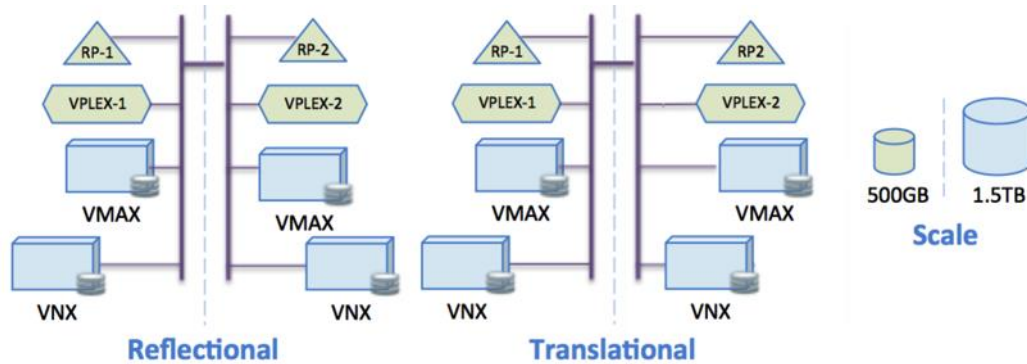 RP-1
RP-2
RP-1
RP2
VPLEX-1
VPLEX-2
VPLEX-1
VPLEX-2
VMAX
VMAX
VMAX
VMAX
500GB
1.5TB
Scale
VNX
VNX
VNX
VNX
Reflectional
Translational